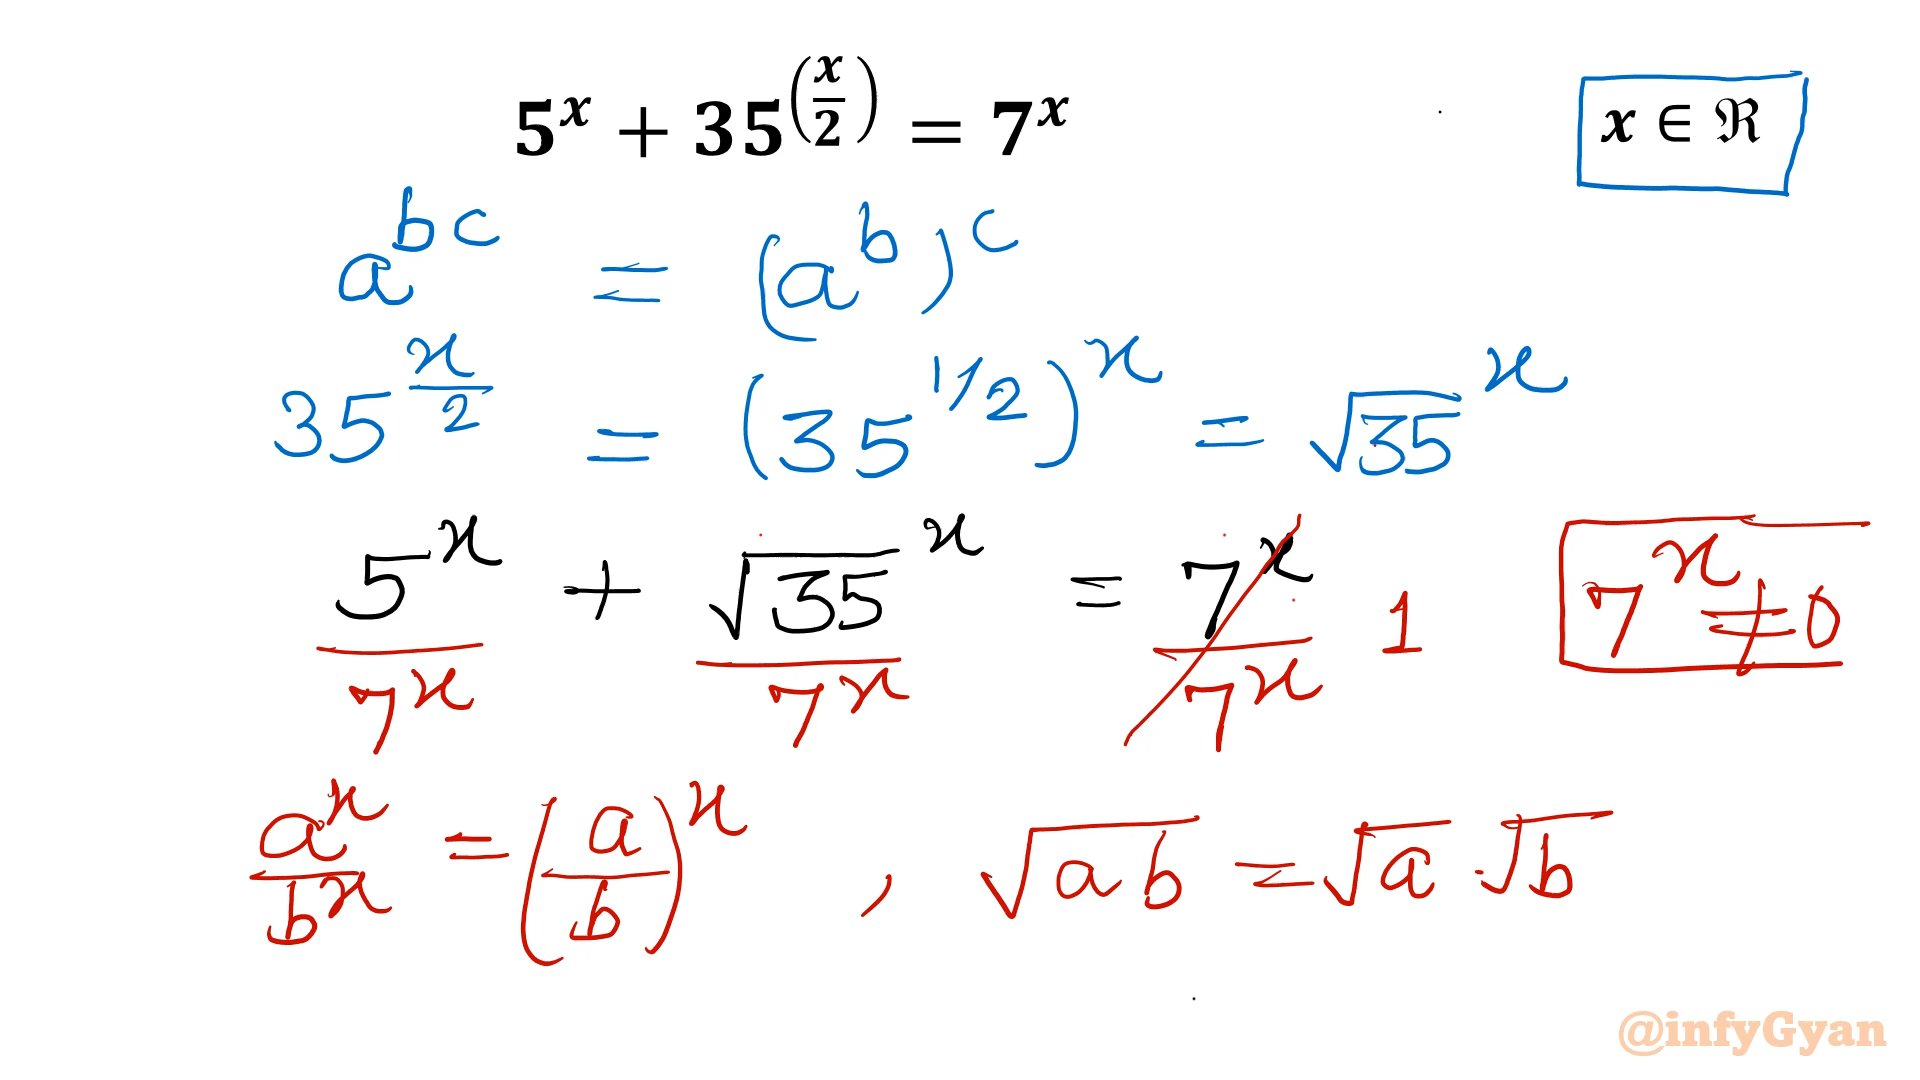 5^x + 35^(x/2) = 7^x    x ∈ ℜ
a^{bc} = (a^b)^c
35^{x/2} = (35^{1/2})^x = √35^x
5^x/7^x + √35^x/7^x = 7^x/7^x 1    7^x ≠ 0
a^x/b^x = (a/b)^x , √ab = √a · √b
@infyGyan